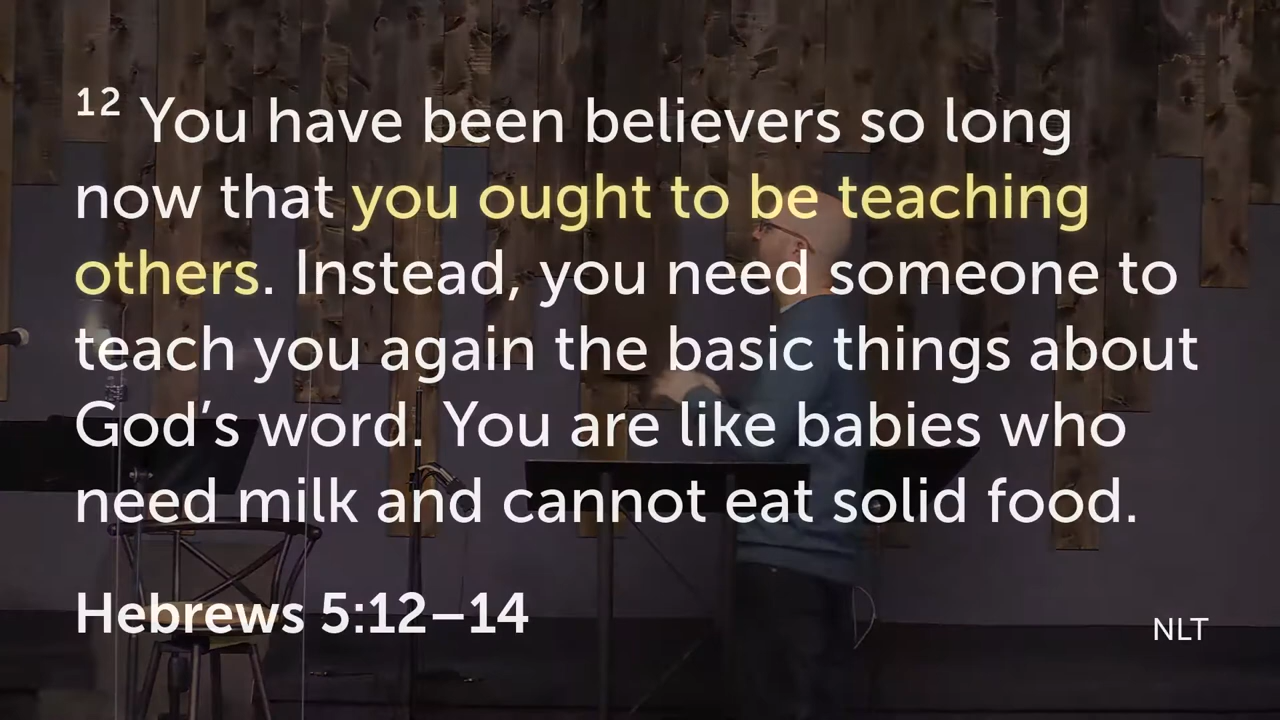 12 You have been believers so long
now that you ought to be teaching
others. Instead, you need someone to
teach you again the basic things about
God’s word. You are like babies who
need milk and cannot eat solid food.
Hebrews 5:12–14
NLT